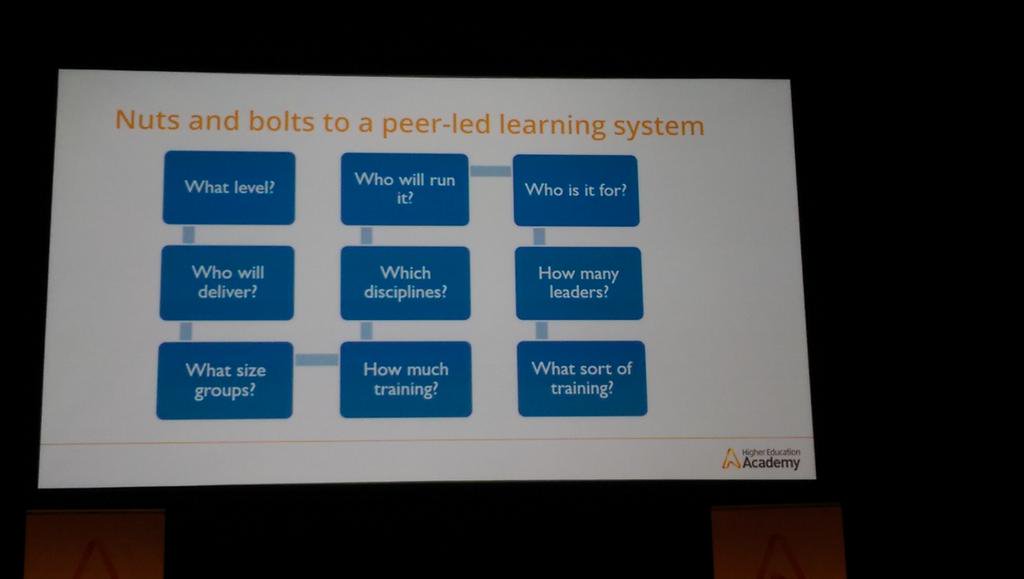 Nuts and bolts to a peer-led learning system
What level?
Who will
deliver?
What size
groups?
How much
training?
Which
disciplines?
Who will run
it?
Who is it for?
How many
leaders?
What sort of
training?
Higher Education
Academy